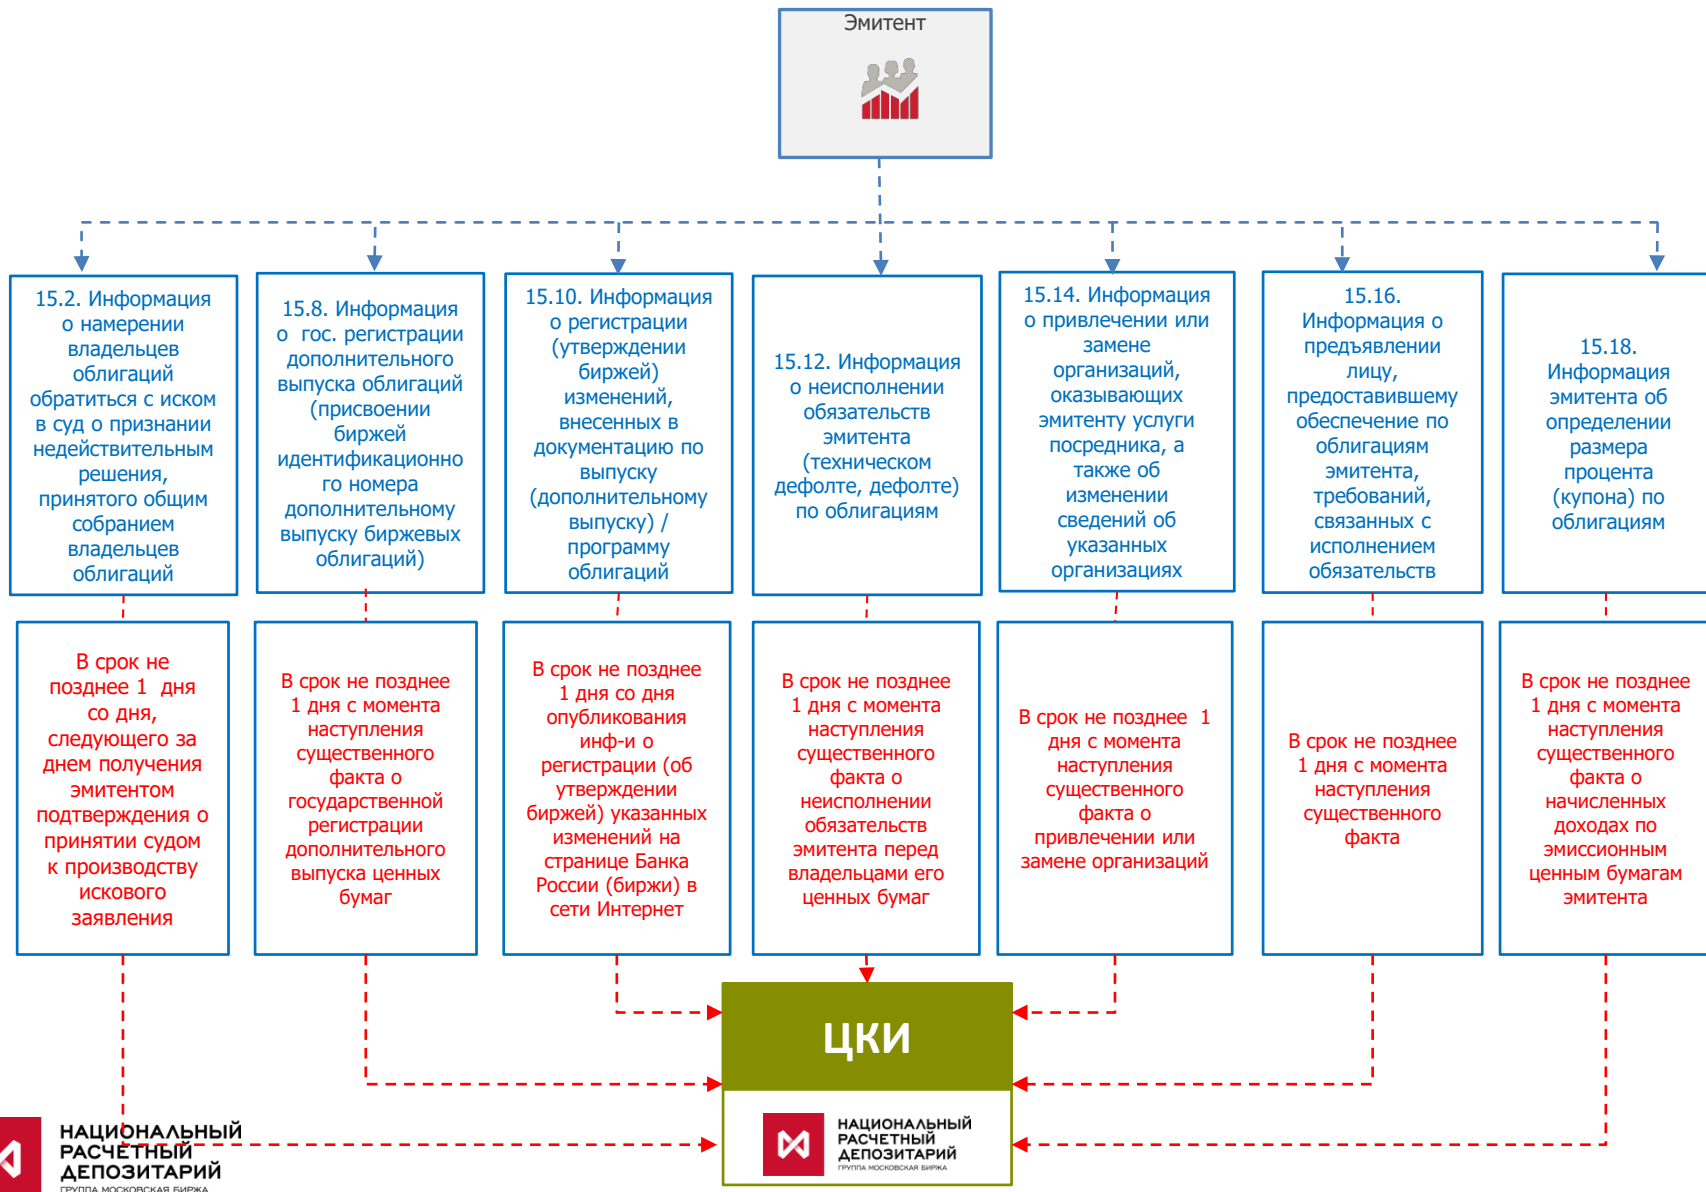 Эмитент
15.2. Информация
о намерении
владельцев
облигаций
обратиться с иском
в суд о признании
недействительным
решения,
принятого общим
собранием
владельцев
облигаций
15.8. Информация
о гос. регистрации
дополнительного
выпуска облигаций
(присвоении
биржей
идентификационно
го номера
дополнительному
выпуску биржевых
облигаций)
15.10. Информация
о регистрации
(утверждении
биржей)
изменений,
внесенных в
документацию по
выпуску
(дополнительному
выпуску) /
программу
облигаций
15.12. Информация
о неисполнении
обязательств
эмитента
(техническом
дефолте, дефолте)
по облигациям
15.14. Информация
о привлечении или
замене
организаций,
оказывающих
эмитенту услуги
посредника, а
также об
изменении
сведений об
указанных
организациях
15.16.
Информация о
предъявлении
лицу,
предоставившему
обеспечение по
облигациям
эмитента,
требований,
связанных с
исполнением
обязательств
15.18.
Информация
эмитента об
определении
размера
процента
(купона) по
облигациям
В срок не
позднее 1 дня
со дня,
следующего за
днем получения
эмитентом
подтверждения о
принятии судом
к производству
искового
заявления
В срок не позднее
1 дня с момента
наступления
существенного
факта о
государственной
регистрации
дополнительного
выпуска ценных
бумаг
В срок не позднее
1 дня со дня
опубликования
инф-и о
регистрации (об
утверждении
биржей) указанных
изменений на
странице Банка
России (биржи) в
сети Интернет
В срок не позднее
1 дня с момента
наступления
существенного
факта о
неисполнении
обязательств
эмитента перед
владельцами его
ценных бумаг
В срок не позднее 1
дня с момента
наступления
существенного
факта о
привлечении или
замене организаций
В срок не позднее
1 дня с момента
наступления
существенного
факта
В срок не позднее
1 дня с момента
наступления
существенного
факта о
начисленных
доходах по
эмиссионным
ценным бумагам
эмитента
ЦКИ
НАЦИОНАЛЬНЫЙ
РАСЧЕТНЫЙ
ДЕПОЗИТАРИЙ
ГРУППА МОСКОВСКАЯ БИРЖА
НАЦИОНАЛЬНЫЙ
РАСЧЕТНЫЙ
ДЕПОЗИТАРИЙ
ГРУППА МОСКОВСКАЯ БИРЖА